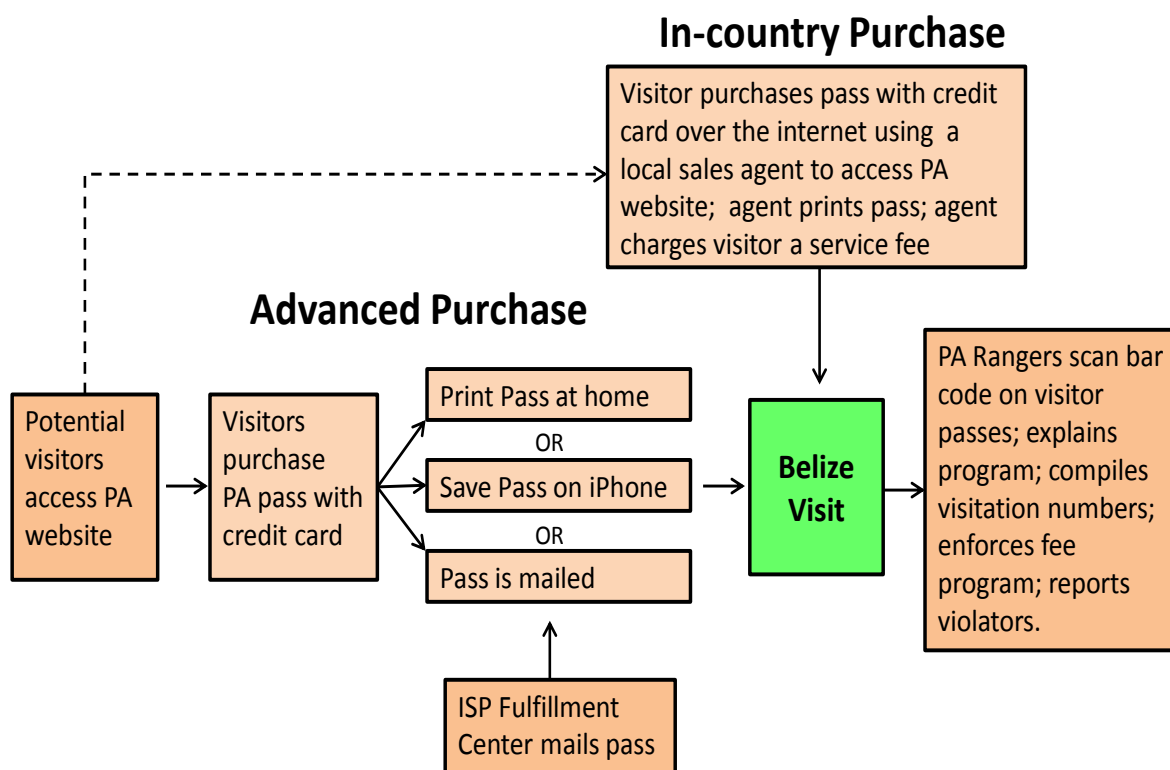 In-country Purchase
Visitor purchases pass with credit
card over the internet using a
local sales agent to access PA
website; agent prints pass; agent
charges visitor a service fee
Advanced Purchase
Potential
visitors
access PA
website
Visitors
purchase
PA pass with
credit card
Print Pass at home
OR
Save Pass on iPhone
OR
Pass is mailed
ISP Fulfillment
Center mails pass
Belize
Visit
PA Rangers scan bar
code on visitor
passes; explains
program; compiles
visitation numbers;
enforces fee
program; reports
violators.